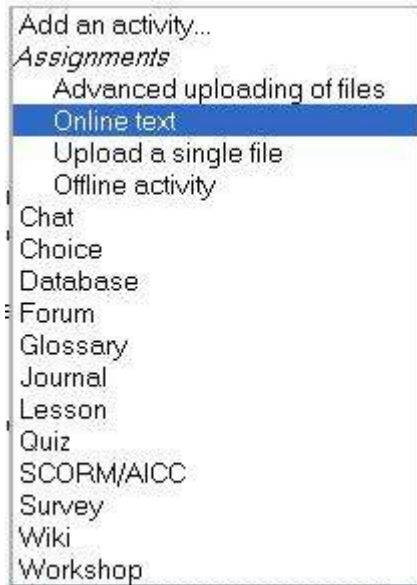 Add an activity...
Assignments
Advanced uploading of files
Online text
Upload a single file
Offline activity
Chat
Choice
Database
Forum
Glossary
Journal
Lesson
Quiz
SCORM/AICC
Survey
Wiki
Workshop